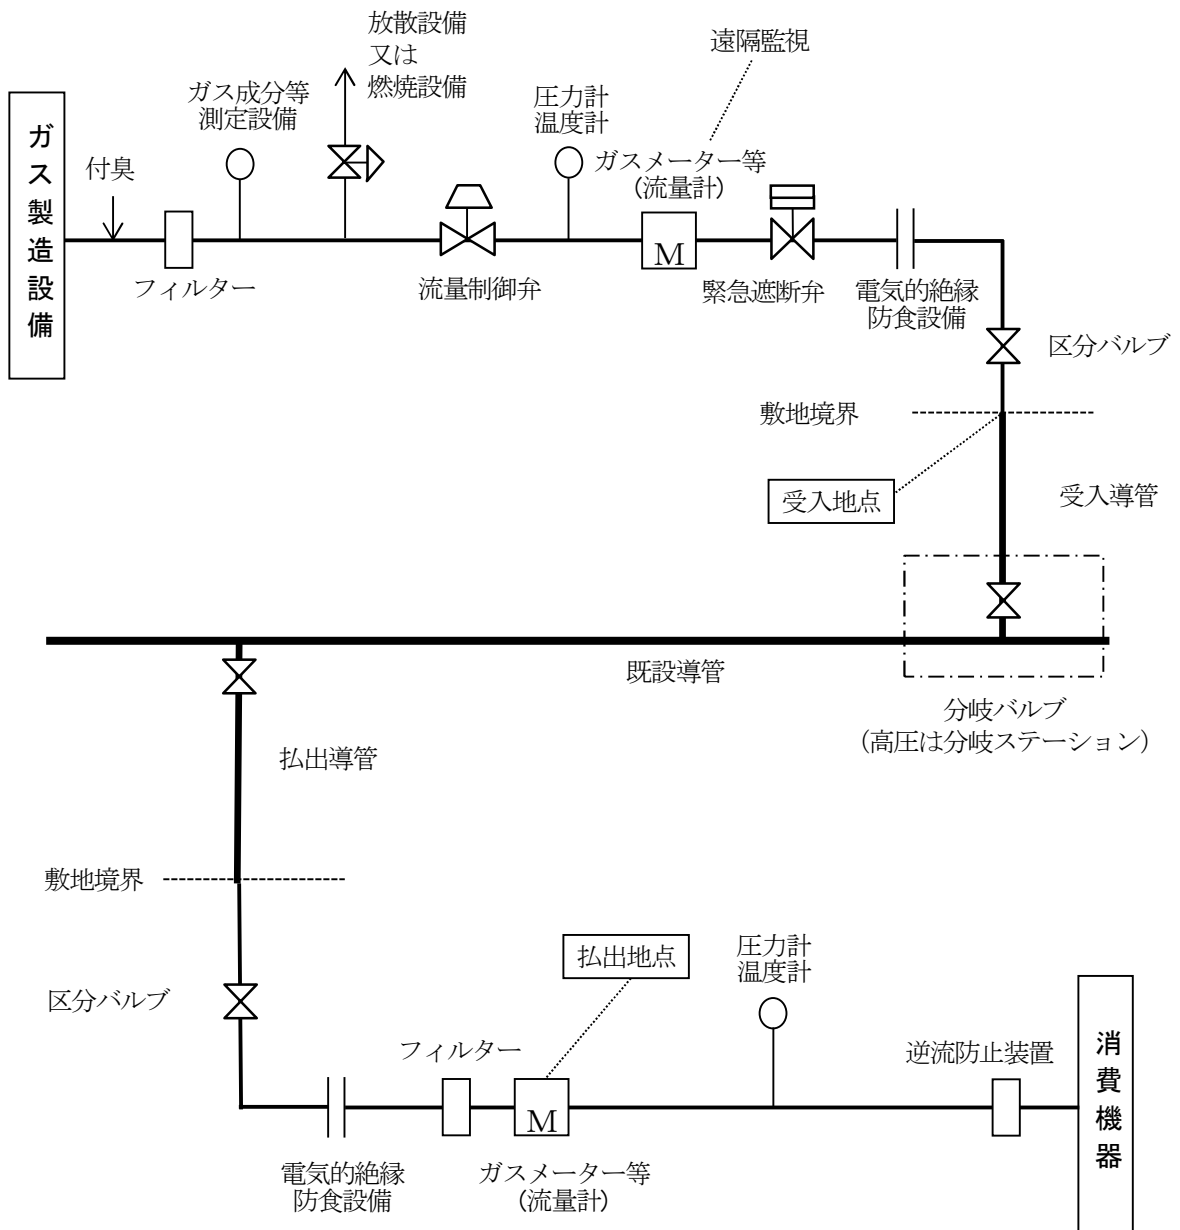 放散設備
又は
燃焼設備
遠隔監視
ガス成分等
測定設備
圧力計
温度計
ガスメーター等
(流量計)
ガス製造設備
付臭
M
フィルター
流量制御弁
緊急遮断弁
電気的絶縁
防食設備
区分バルブ
敷地境界
受入地点
受入導管
既設導管
分岐バルブ
(高圧は分岐ステーション)
払出導管
敷地境界
区分バルブ
払出地点
圧力計
温度計
フィルター
逆流防止装置
消費機器
M
電気的絶縁
防食設備
ガスメーター等
(流量計)